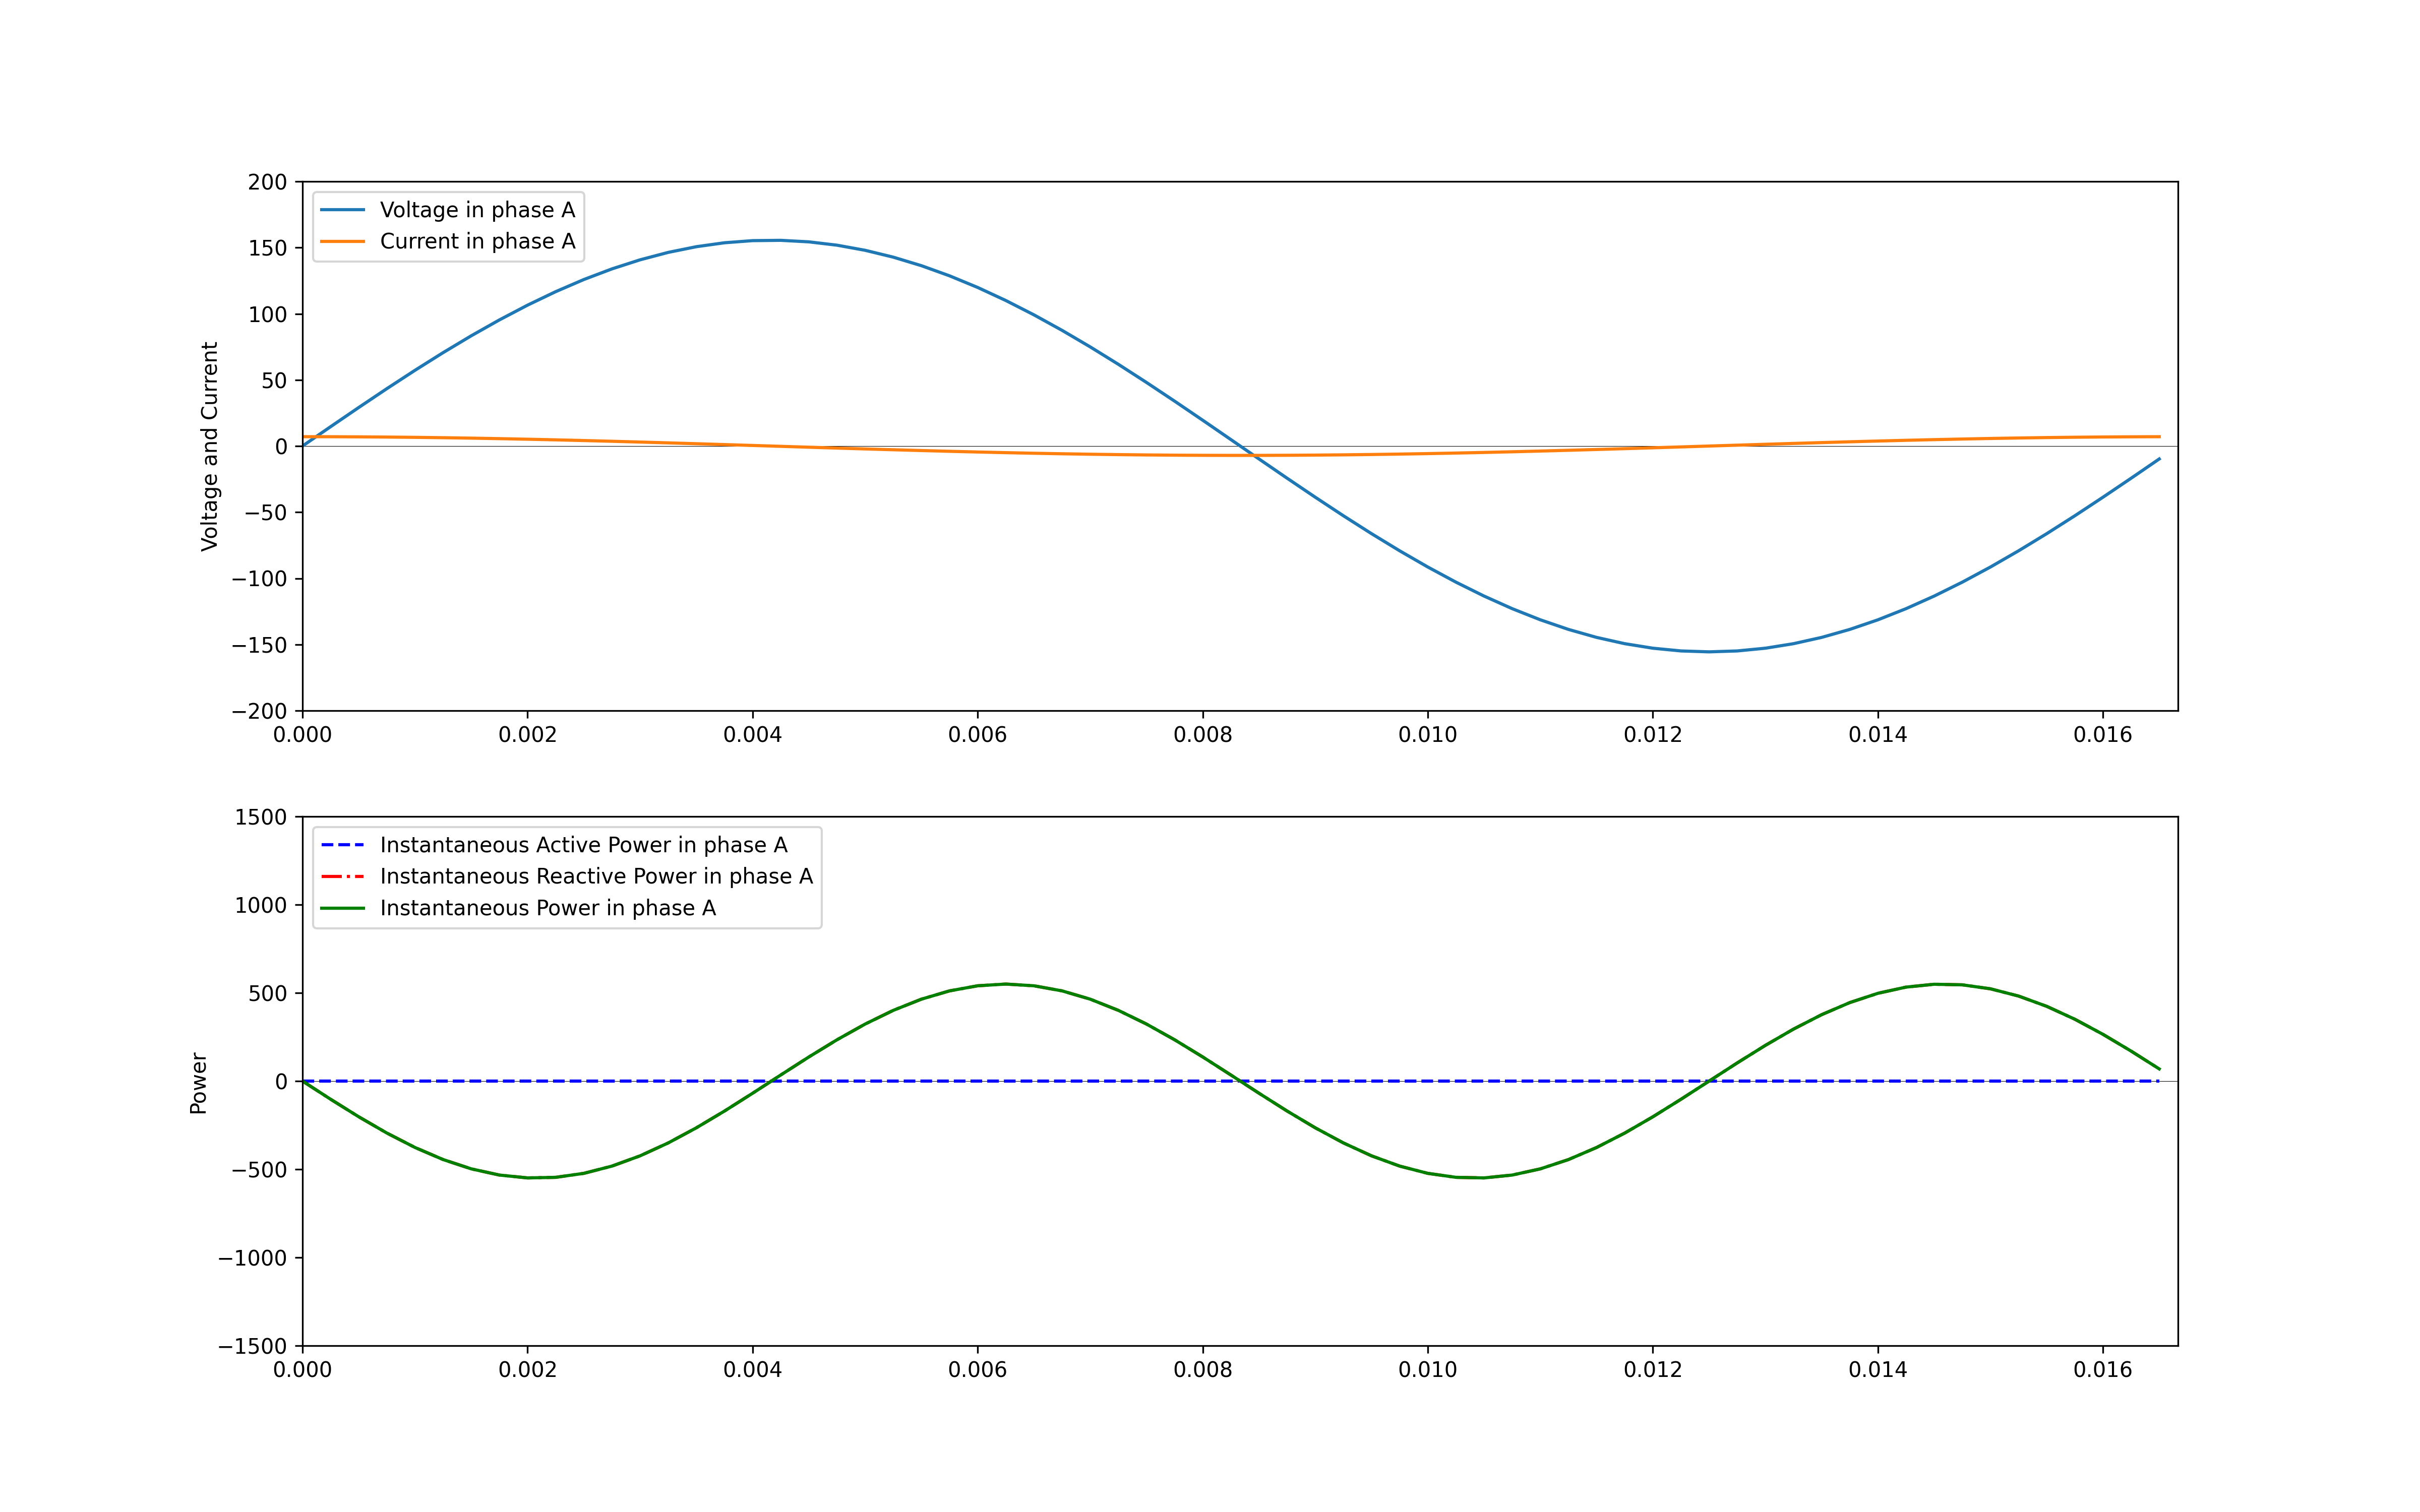 200
150
100
50
0
−50
−100
−150
−200
Voltage and Current
Voltage in phase A
Current in phase A
0.000 0.002 0.004 0.006 0.008 0.010 0.012 0.014 0.016
1500
1000
500
0
−500
−1000
−1500
Power
Instantaneous Active Power in phase A
Instantaneous Reactive Power in phase A
Instantaneous Power in phase A
0.000 0.002 0.004 0.006 0.008 0.010 0.012 0.014 0.016